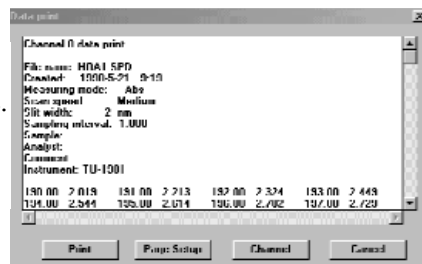 Data print
Channel 0 data print
File name: HOA1.SPD
Created: 1998-5-21 9:19
Measuring mode: Abs
Scan speed Medium
Slit width: 2 nm
Sampling interval: 1.000
Sample:
Analyst:
Comment
Instrument: TU-1901
190.00 2.019 191.00 2.213 192.00 2.324 193.00 2.449
194.00 2.544 195.00 2.614 196.00 2.702 197.00 2.729
Print Page Setup Channel Cancel